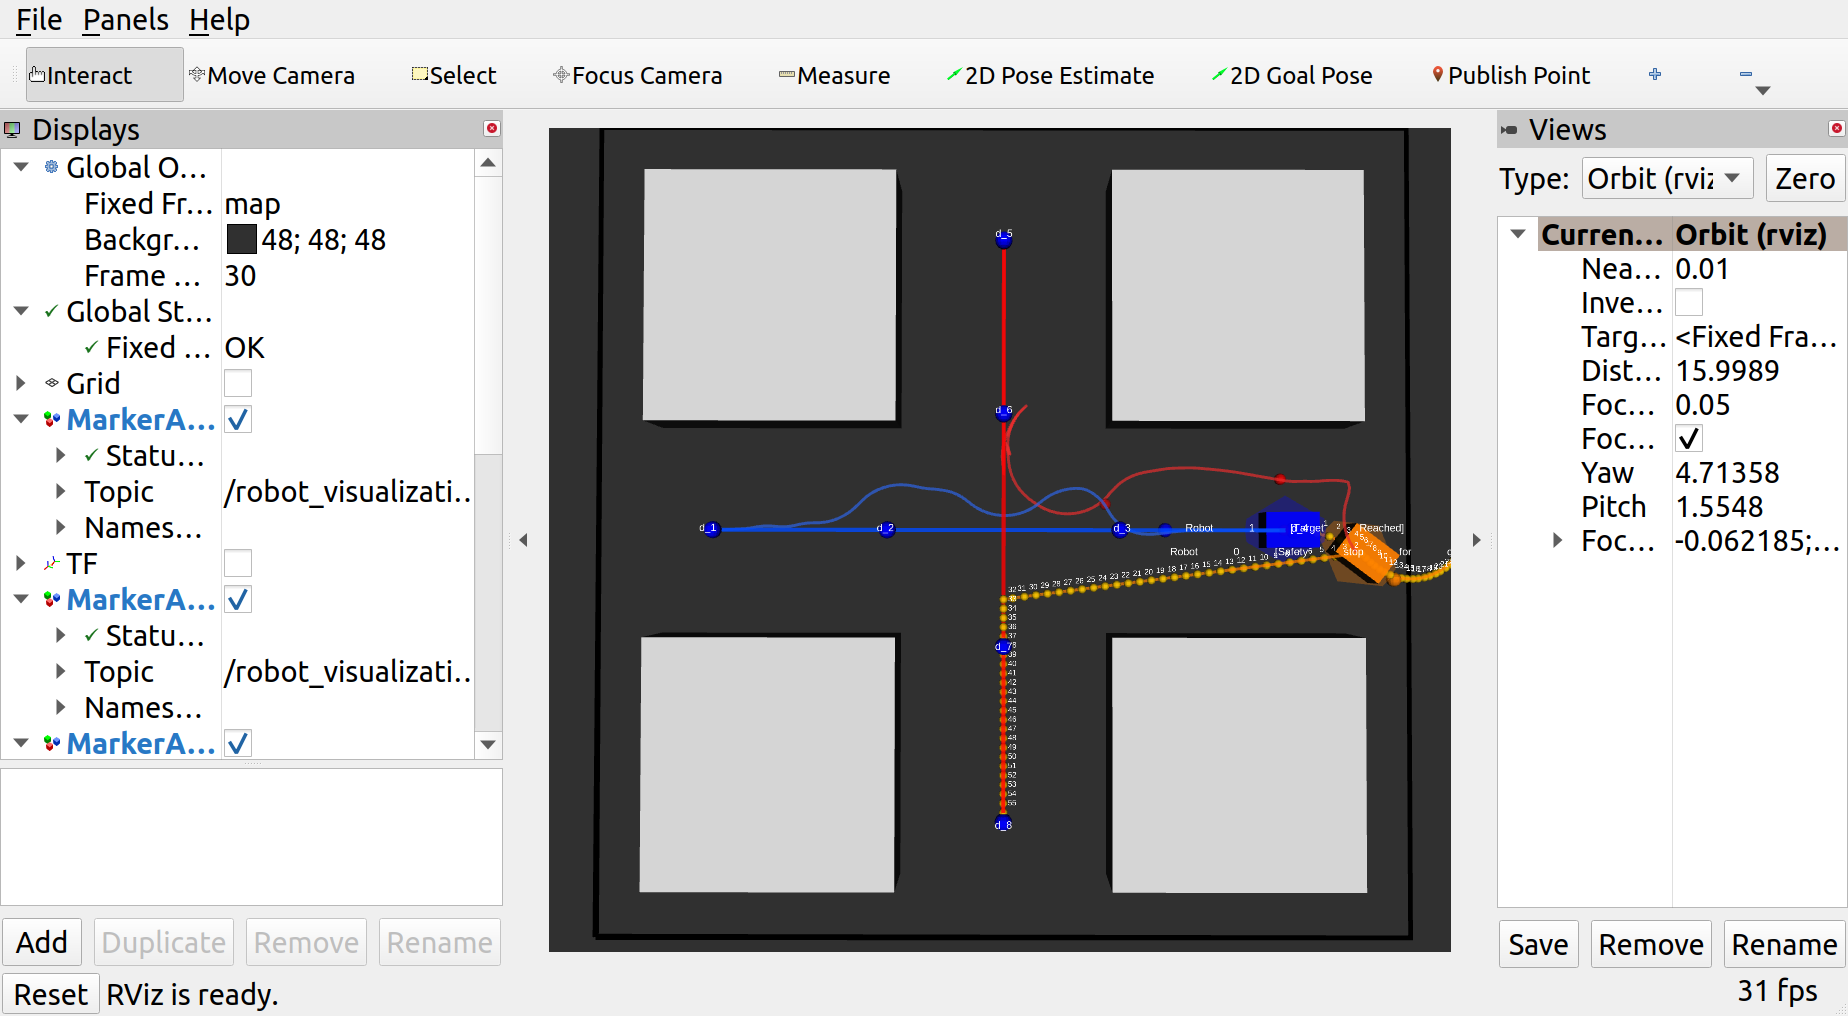 File Panels Help
Interact Move Camera Select Focus Camera Measure 2D Pose Estimate 2D Goal Pose Publish Point
Displays
Global O...
Fixed Fr... map
Backgr... 48; 48; 48
Frame ... 30
Global St...
Fixed ... OK
Grid
MarkerA...
Statu...
Topic /robot_visualizati...
Names...
TF
MarkerA...
Statu...
Topic /robot_visualizati...
Names...
MarkerA...
Add Duplicate Remove Rename
Reset RViz is ready.
d_5
d_6
d_1 d_2 d_3 Robot 1 Reached]
Robot 0 [Safety stop for
d_7
d_8
Views
Type: Orbit (rviz Zero
Curren... Orbit (rviz)
Nea... 0.01
Inve...
Targ... <Fixed Fra...
Dist... 15.9989
Foc... 0.05
Foc...
Yaw 4.71358
Pitch 1.5548
Foc... -0.062185;...
Save Remove Rename
31 fps